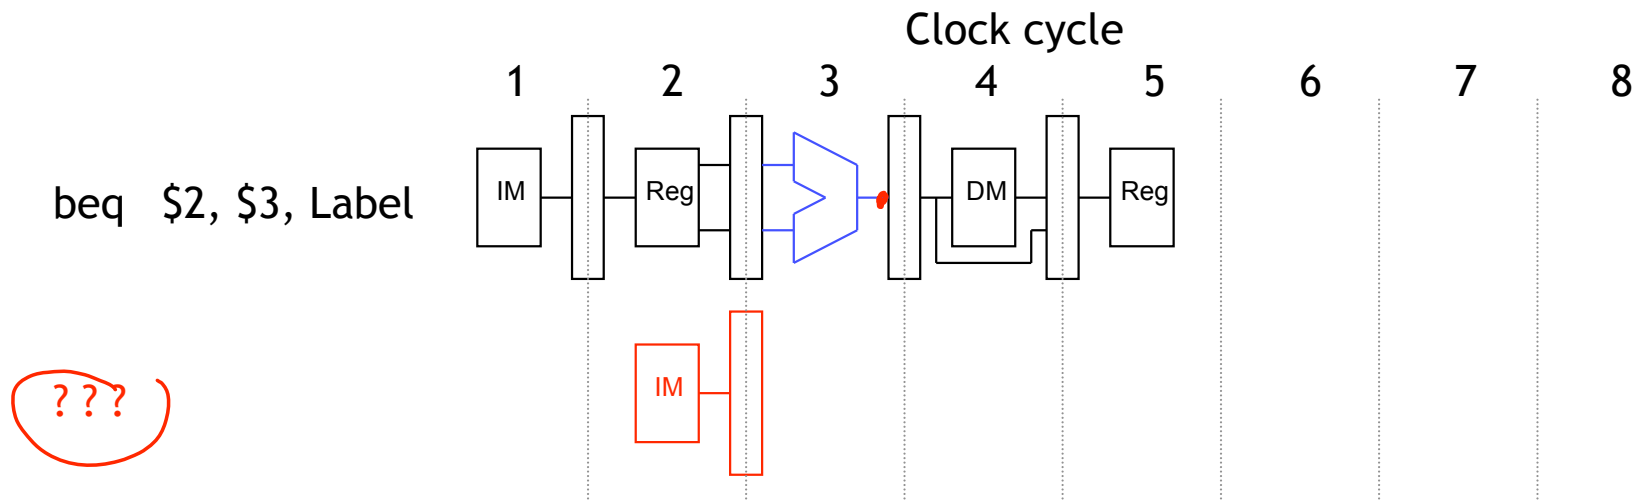 Clock cycle
1 2 3 4 5 6 7 8
beq $2, $3, Label IM Reg DM Reg
IM
? ? ?